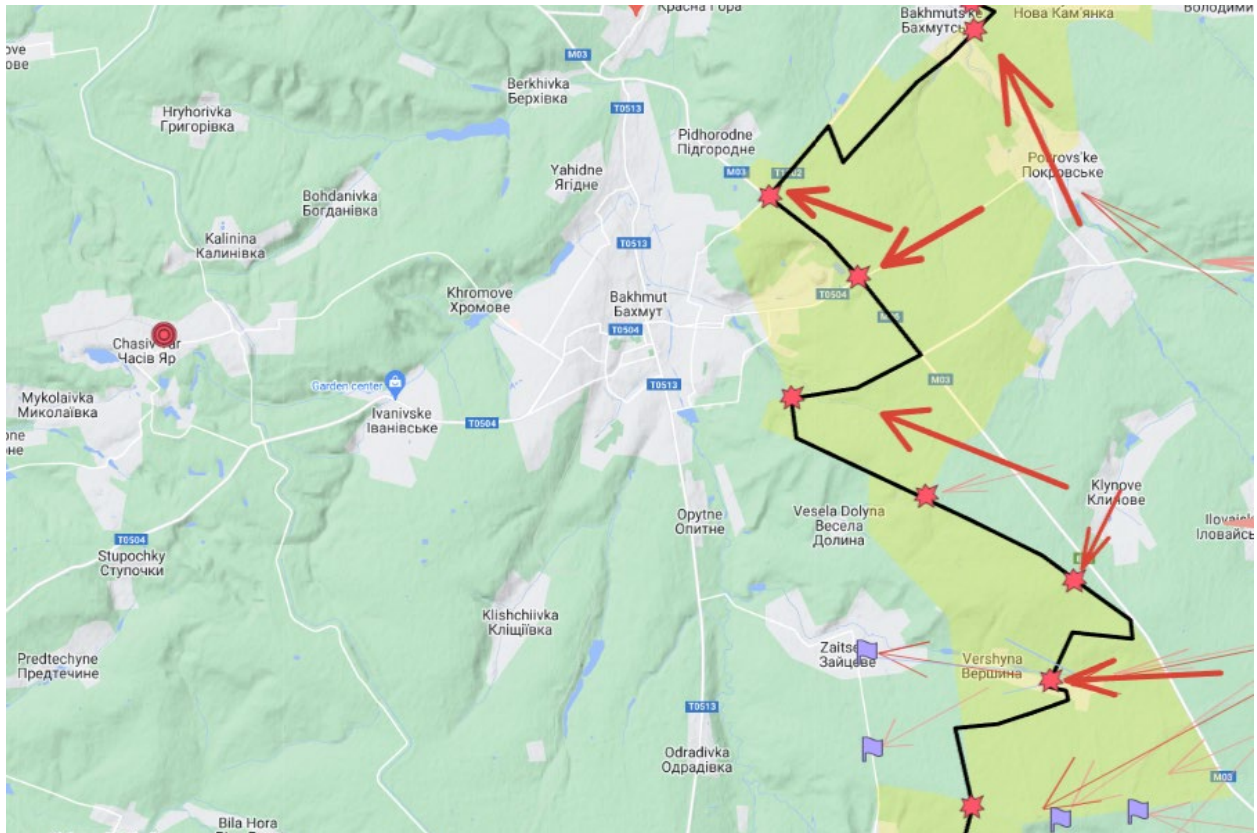 Красна Гора
Bakhmuts'ke
Нова Кам'янка
M03
Berkhivka
Берхівка
T0513
Hryhorivka
Григорівка
Pidhorodne
Підгородне
Yahidne
Ягідне
M03
Pokrovs'ke
Покровське
Bohdanivka
Богданівка
Kalinina
Калинівка
T0513
Khromove
Хромове
Bakhmut
Бахмут
T0504
T0504
M03
Chasiv Yar
Часів Яр
Garden center
T0513
Mykolaivka
Миколаївка
Ivanivske
Іванівське
T0504
Klynove
Клинове
Opytne
Опитне
Vesela Dolyna
Весела
Долина
T0504
Stupochky
Ступочки
Klishchiivka
Кліщіївка
Predtechyne
Предтечине
Зайцеве
Vershyna
Вершина
T0513
Odradivka
Одрадівка
M03
Bila Hora